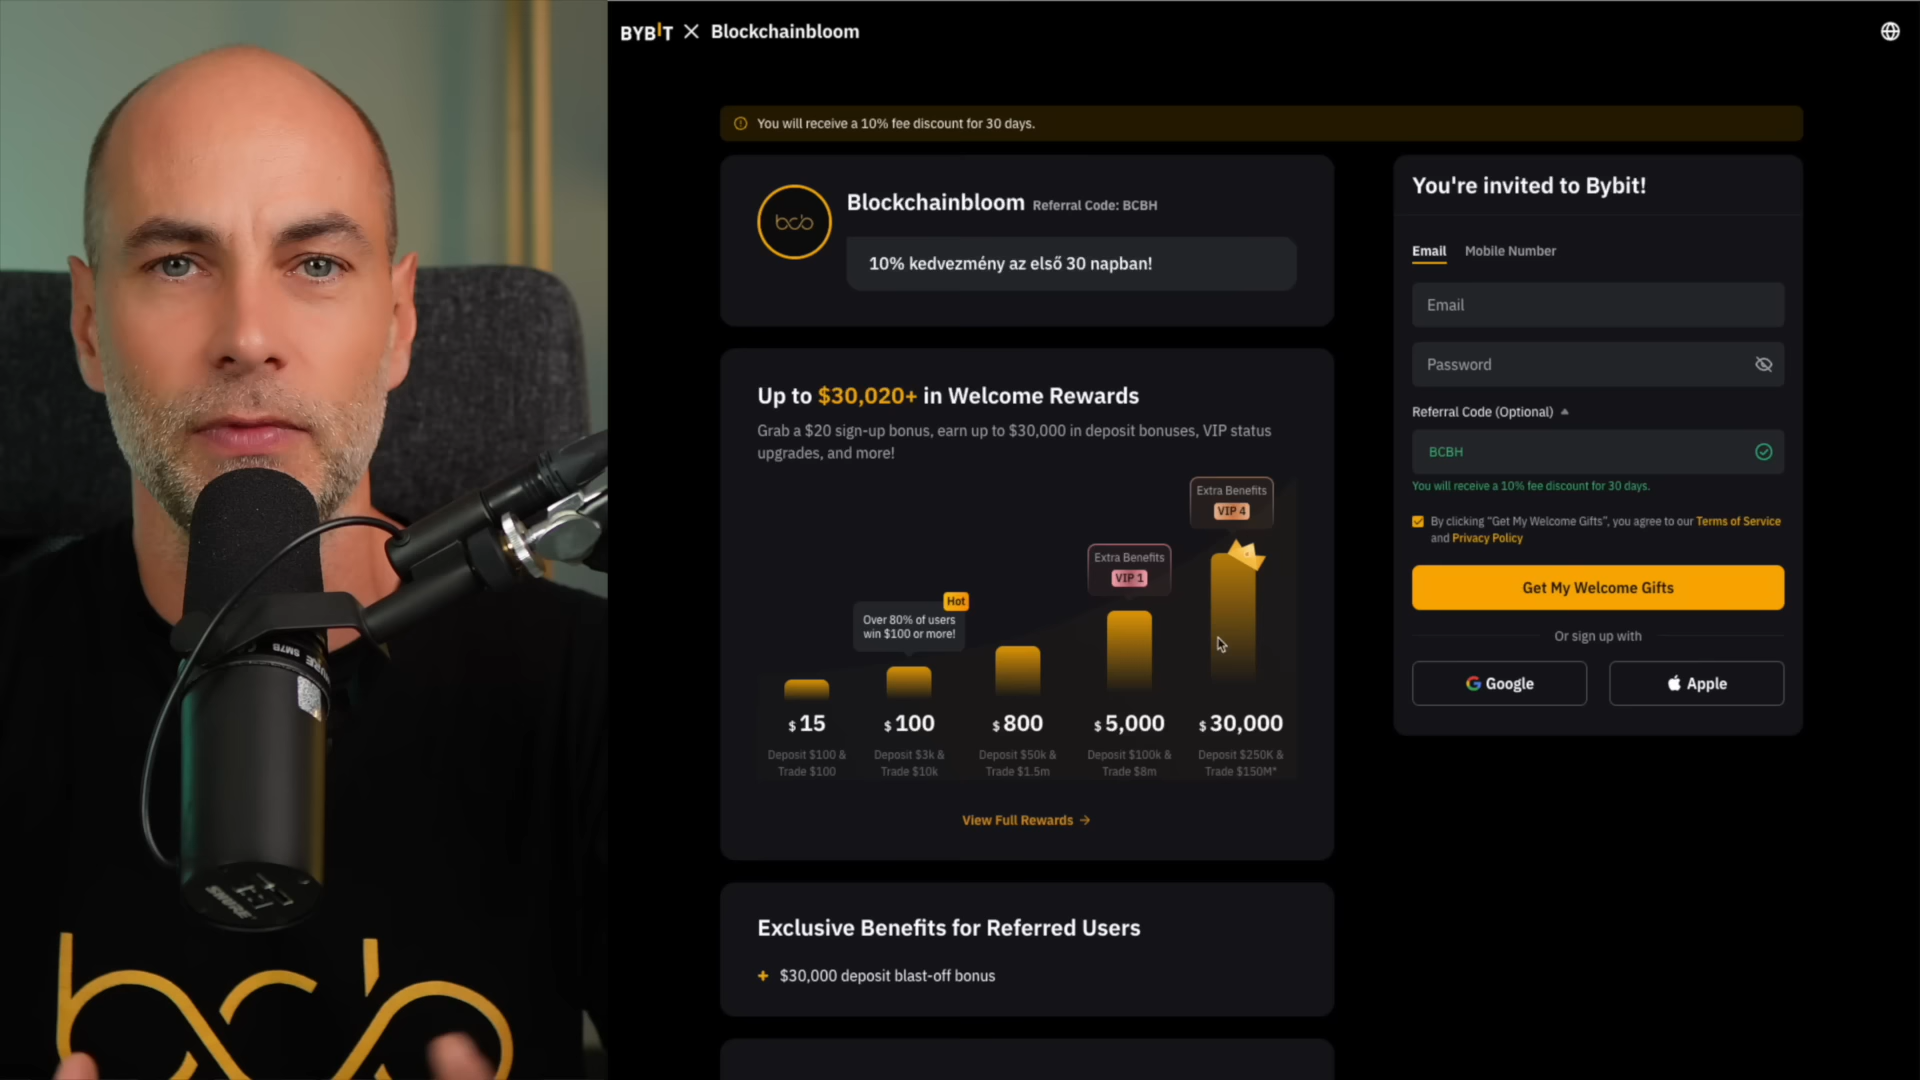 BYBIT X Blockchainbloom
You will receive a 10% fee discount for 30 days.
bcb
Blockchainbloom Referral Code: BCBH
10% kedvezmény az első 30 napban!
Up to $30,020+ in Welcome Rewards
Grab a $20 sign-up bonus, earn up to $30,000 in deposit bonuses, VIP status
upgrades, and more!
Extra Benefits
VIP 4
Extra Benefits
VIP 1
Hot
Over 80% of users
win $100 or more!
$ 15
Deposit $100 &
Trade $100
$ 100
Deposit $3k &
Trade $10k
$ 800
Deposit $50k &
Trade $1.5m
$ 5,000
Deposit $100k &
Trade $8m
$ 30,000
Deposit $250K &
Trade $150M*
View Full Rewards →
Exclusive Benefits for Referred Users
+ $30,000 deposit blast-off bonus
You're invited to Bybit!
Email Mobile Number
Email
Password
Referral Code (Optional)
BCBH
You will receive a 10% fee discount for 30 days.
By clicking “Get My Welcome Gifts”, you agree to our Terms of Service
and Privacy Policy
Get My Welcome Gifts
Or sign up with
Google
Apple
SHURE SM7B
SHURE
bcb